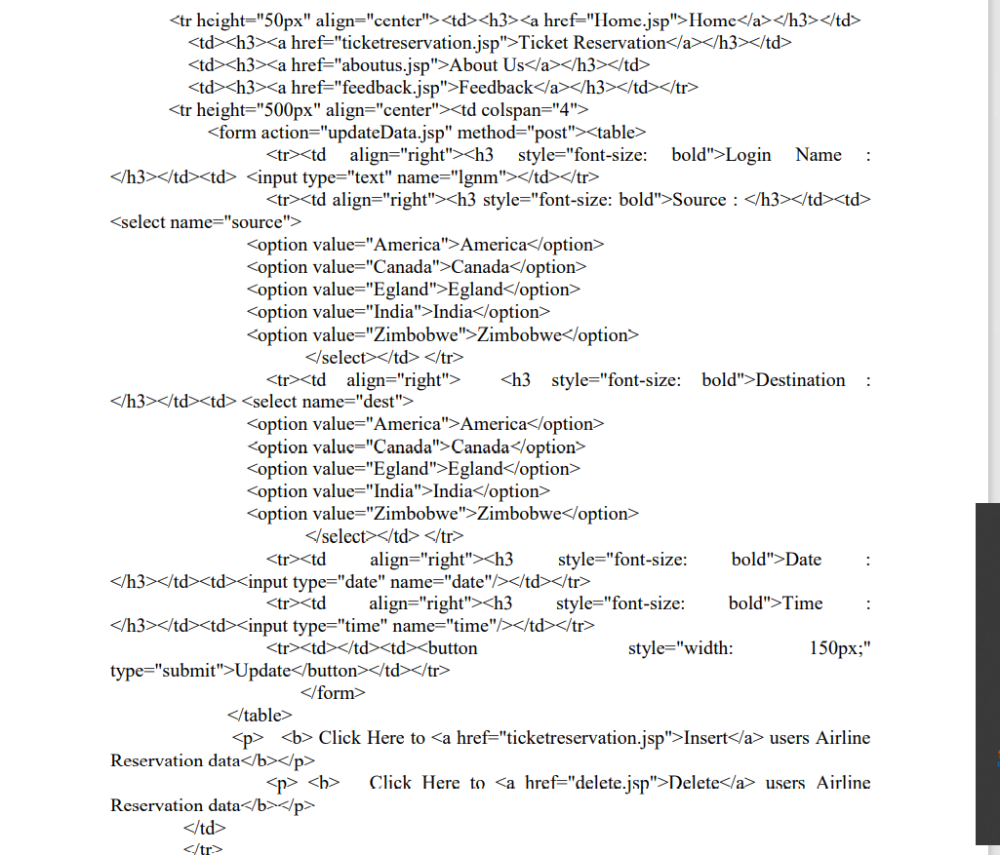 <tr height="50px" align="center"><td><h3><a href="Home.jsp">Home</a></h3></td>
<td><h3><a href="ticketreservation.jsp">Ticket Reservation</a></h3></td>
<td><h3><a href="aboutus.jsp">About Us</a></h3></td>
<td><h3><a href="feedback.jsp">Feedback</a></h3></td></tr>
<tr height="500px" align="center"><td colspan="4">
<form action="updateData.jsp" method="post"><table>
<tr><td align="right"><h3 style="font-size: bold">Login Name :
</h3></td><td> <input type="text" name="lgnm"></td></tr>
<tr><td align="right"><h3 style="font-size: bold">Source : </h3></td><td>
<select name="source">
<option value="America">America</option>
<option value="Canada">Canada</option>
<option value="Egland">Egland</option>
<option value="India">India</option>
<option value="Zimbobwe">Zimbobwe</option>
</select></td> </tr>
<tr><td align="right"> <h3 style="font-size: bold">Destination :
</h3></td><td> <select name="dest">
<option value="America">America</option>
<option value="Canada">Canada</option>
<option value="Egland">Egland</option>
<option value="India">India</option>
<option value="Zimbobwe">Zimbobwe</option>
</select></td> </tr>
<tr><td align="right"><h3 style="font-size: bold">Date :
</h3></td><td><input type="date" name="date"/></td></tr>
<tr><td align="right"><h3 style="font-size: bold">Time :
</h3></td><td><input type="time" name="time"/></td></tr>
<tr><td></td><td><button style="width: 150px;"
type="submit">Update</button></td></tr>
</form>
</table>
<p> <b> Click Here to <a href="ticketreservation.jsp">Insert</a> users Airline
Reservation data</b></p>
<p> <b> Click Here to <a href="delete.jsp">Delete</a> users Airline
Reservation data</b></p>
</td>
</tr>